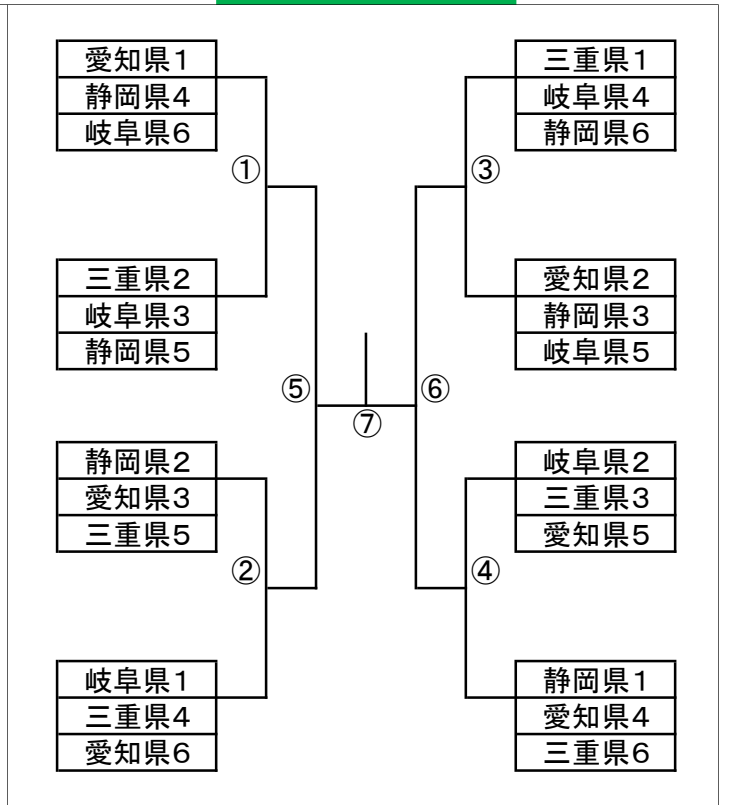 愛知県１
静岡県４
岐阜県６
三重県１
岐阜県４
静岡県６
①
③
三重県２
岐阜県３
静岡県５
愛知県２
静岡県３
岐阜県５
⑤
⑥
⑦
静岡県２
愛知県３
三重県５
岐阜県２
三重県３
愛知県５
②
④
岐阜県１
三重県４
愛知県６
静岡県１
愛知県４
三重県６